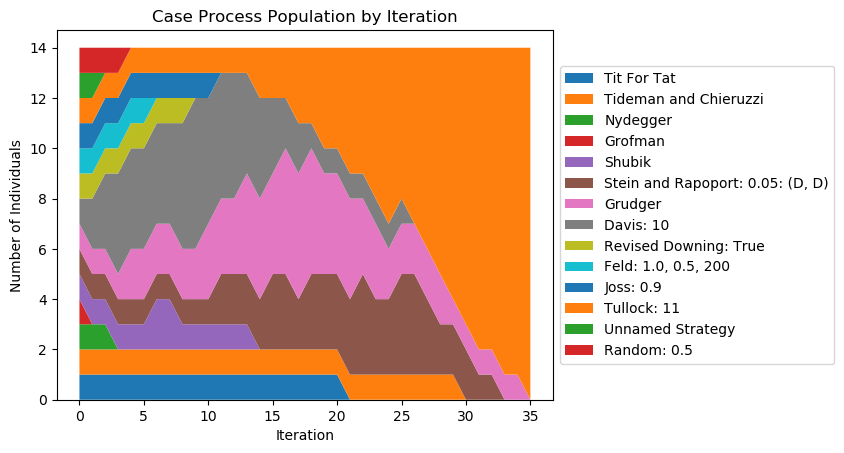 Case Process Population by Iteration
Number of Individuals
14
12
10
8
6
4
2
0
0 5 10 15 20 25 30 35
Iteration
Tit For Tat
Tideman and Chieruzzi
Nydegger
Grofman
Shubik
Stein and Rapoport: 0.05: (D, D)
Grudger
Davis: 10
Revised Downing: True
Feld: 1.0, 0.5, 200
Joss: 0.9
Tullock: 11
Unnamed Strategy
Random: 0.5